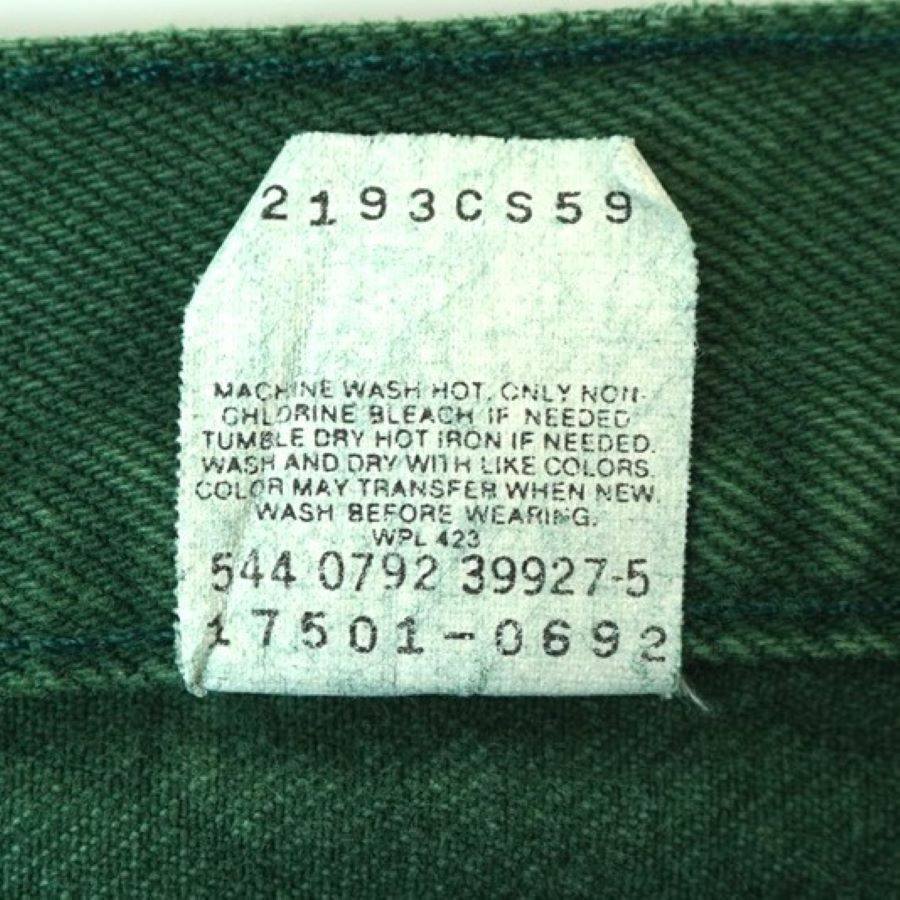 2193CS59
MACHINE WASH HOT. ONLY NON-
CHLORINE BLEACH IF NEEDED
TUMBLE DRY HOT IRON IF NEEDED.
WASH AND DRY WITH LIKE COLORS.
COLOR MAY TRANSFER WHEN NEW.
WASH BEFORE WEARING.
WPL 423
544 0792 39927-5
17501-0692